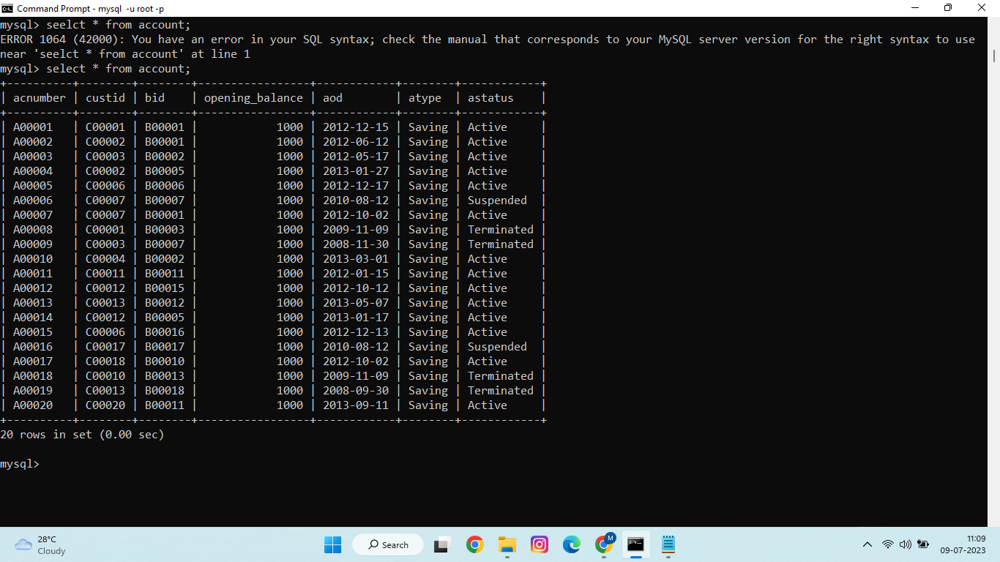 Command Prompt - mysql  -u root -p
mysql> seelct * from account;
ERROR 1064 (42000): You have an error in your SQL syntax; check the manual that corresponds to your MySQL server version for the right syntax to use
near 'seelct * from account' at line 1
mysql> select * from account;
+----------+--------+--------+-----------------+------------+--------+------------+
| acnumber | custid | bid    | opening_balance | aod        | atype  | astatus    |
+----------+--------+--------+-----------------+------------+--------+------------+
| A00001   | C00001 | B00001 |            1000 | 2012-12-15 | Saving | Active     |
| A00002   | C00002 | B00001 |            1000 | 2012-06-12 | Saving | Active     |
| A00003   | C00003 | B00002 |            1000 | 2012-05-17 | Saving | Active     |
| A00004   | C00002 | B00005 |            1000 | 2013-01-27 | Saving | Active     |
| A00005   | C00006 | B00006 |            1000 | 2012-12-17 | Saving | Active     |
| A00006   | C00007 | B00007 |            1000 | 2010-08-12 | Saving | Suspended  |
| A00007   | C00007 | B00001 |            1000 | 2012-10-02 | Saving | Active     |
| A00008   | C00001 | B00003 |            1000 | 2009-11-09 | Saving | Terminated |
| A00009   | C00003 | B00007 |            1000 | 2008-11-30 | Saving | Terminated |
| A00010   | C00004 | B00002 |            1000 | 2013-03-01 | Saving | Active     |
| A00011   | C00011 | B00011 |            1000 | 2012-01-15 | Saving | Active     |
| A00012   | C00012 | B00015 |            1000 | 2012-10-12 | Saving | Active     |
| A00013   | C00013 | B00012 |            1000 | 2013-05-07 | Saving | Active     |
| A00014   | C00012 | B00005 |            1000 | 2013-01-17 | Saving | Active     |
| A00015   | C00006 | B00016 |            1000 | 2012-12-13 | Saving | Active     |
| A00016   | C00017 | B00017 |            1000 | 2010-08-12 | Saving | Suspended  |
| A00017   | C00018 | B00010 |            1000 | 2012-10-02 | Saving | Active     |
| A00018   | C00010 | B00013 |            1000 | 2009-11-09 | Saving | Terminated |
| A00019   | C00013 | B00018 |            1000 | 2008-09-30 | Saving | Terminated |
| A00020   | C00020 | B00011 |            1000 | 2013-09-11 | Saving | Active     |
+----------+--------+--------+-----------------+------------+--------+------------+
20 rows in set (0.00 sec)
mysql>
28°C
Cloudy
Search
M
11:09
09-07-2023